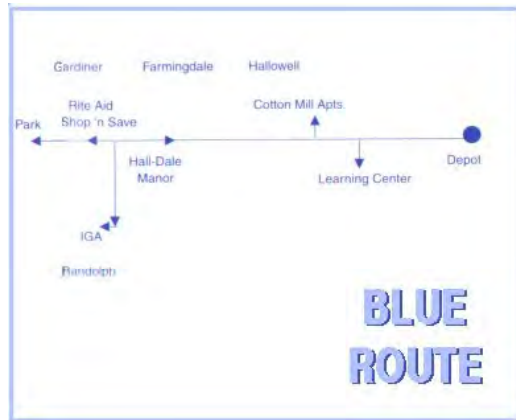 Gardiner Farmingdale Hallowell
Rite Aid
Shop 'n Save
Cotton Mill Apts.
Park
Hall-Dale
Manor
Learning Center
Depot
IGA
Randolph
BLUE
ROUTE